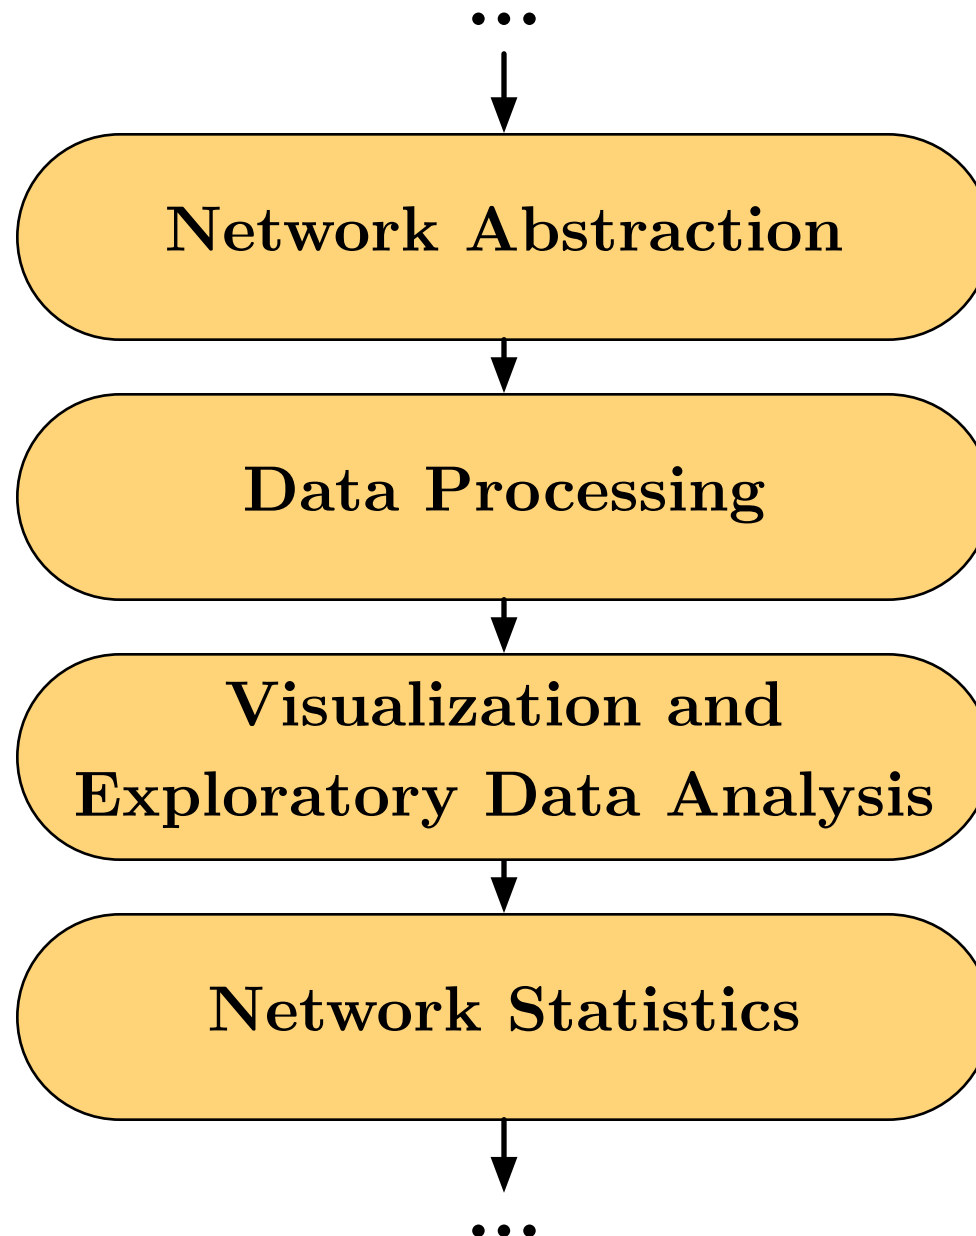 ...
Network Abstraction
Data Processing
Visualization and
Exploratory Data Analysis
Network Statistics
...